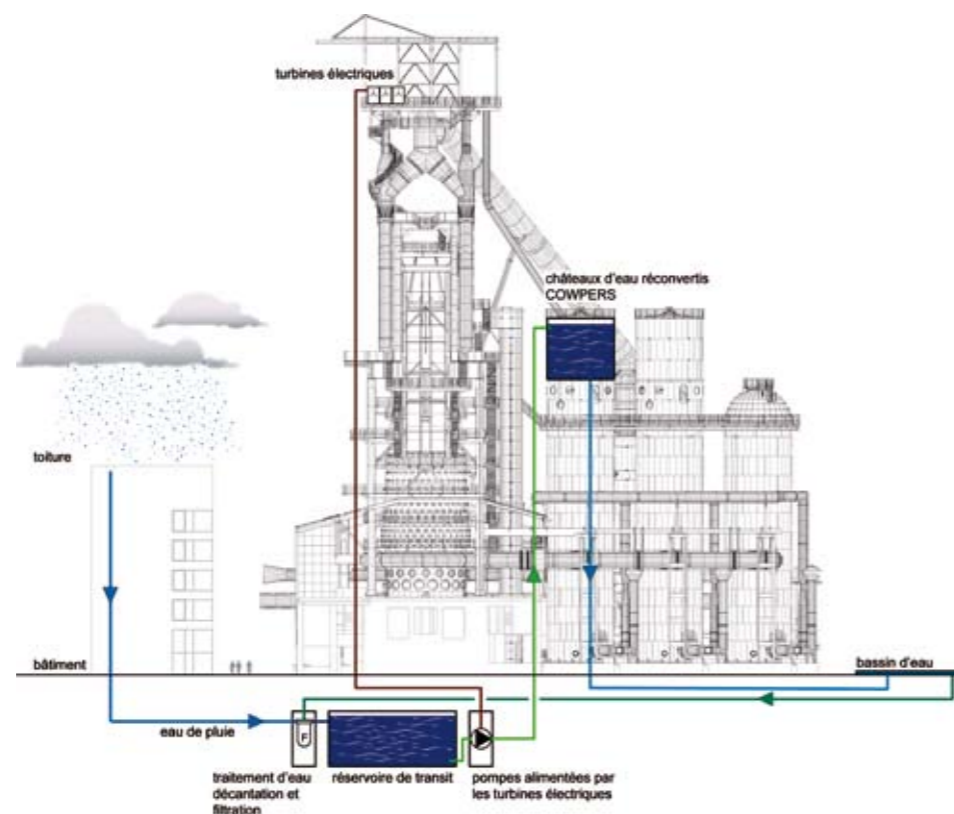 turbines électriques
châteaux d'eau réconvertis
COWPERS
toiture
bâtiment
bassin d'eau
eau de pluie
F
traitement d'eau
décantation et
filtration
réservoire de transit
pompes alimentées par
les turbines électriques